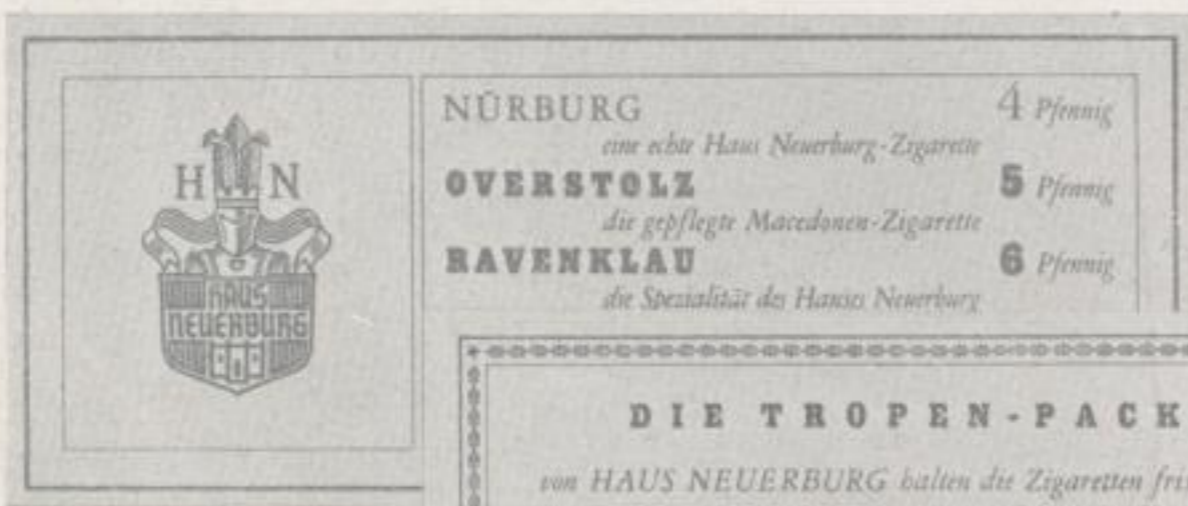 H N
HAUS
NEUERBURG
NÜRBURG 4 Pfennig
eine echte Haus Neuerburg-Zigarette
OVERSTOLZ 5 Pfennig
die gepflegte Macedonen-Zigarette
RAVENKLAU 6 Pfennig
die Spezialität des Hauses Neuerburg
DIE TROPEN-PACK
von HAUS NEUERBURG halten die Zigaretten fris